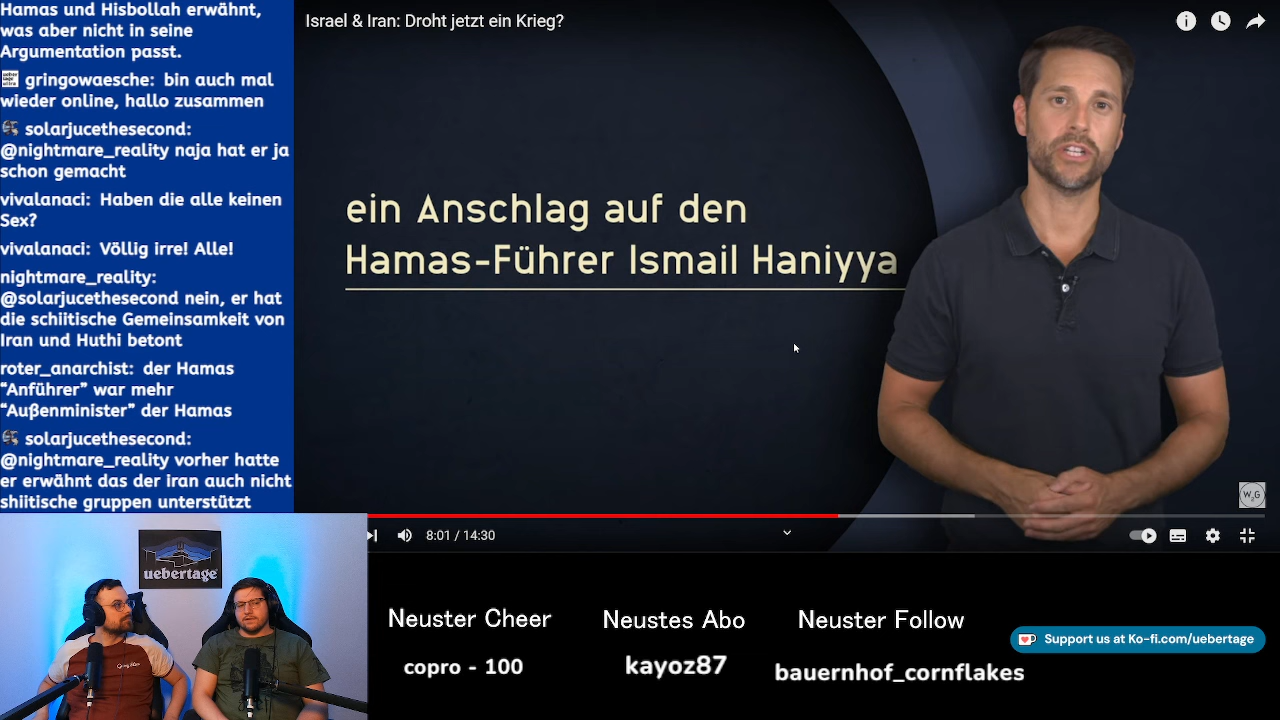 Hamas und Hisbollah erwähnt,
was aber nicht in seine
Argumentation passt.
gringowaesche: bin auch mal
wieder online, hallo zusammen
solarjucethesecond:
@nightmare_reality naja hat er ja
schon gemacht
vivalanaci: Haben die alle keinen
Sex?
vivalanaci: Völlig irre! Alle!
nightmare_reality:
@solarjucethesecond nein, er hat
die schiitische Gemeinsamkeit von
Iran und Huthi betont
roter_anarchist: der Hamas
“Anführer” war mehr
“Außenminister” der Hamas
solarjucethesecond:
@nightmare_reality vorher hatte
er erwähnt das der iran auch nicht
shiitische gruppen unterstützt
Israel & Iran: Droht jetzt ein Krieg?
ein Anschlag auf den
Hamas-Führer Ismail Haniyya
W2G
8:01 / 14:30
uebertage
Neuster Cheer
copro - 100
Neustes Abo
kayoz87
Neuster Follow
bauernhof_cornflakes
Support us at Ko-fi.com/uebertage